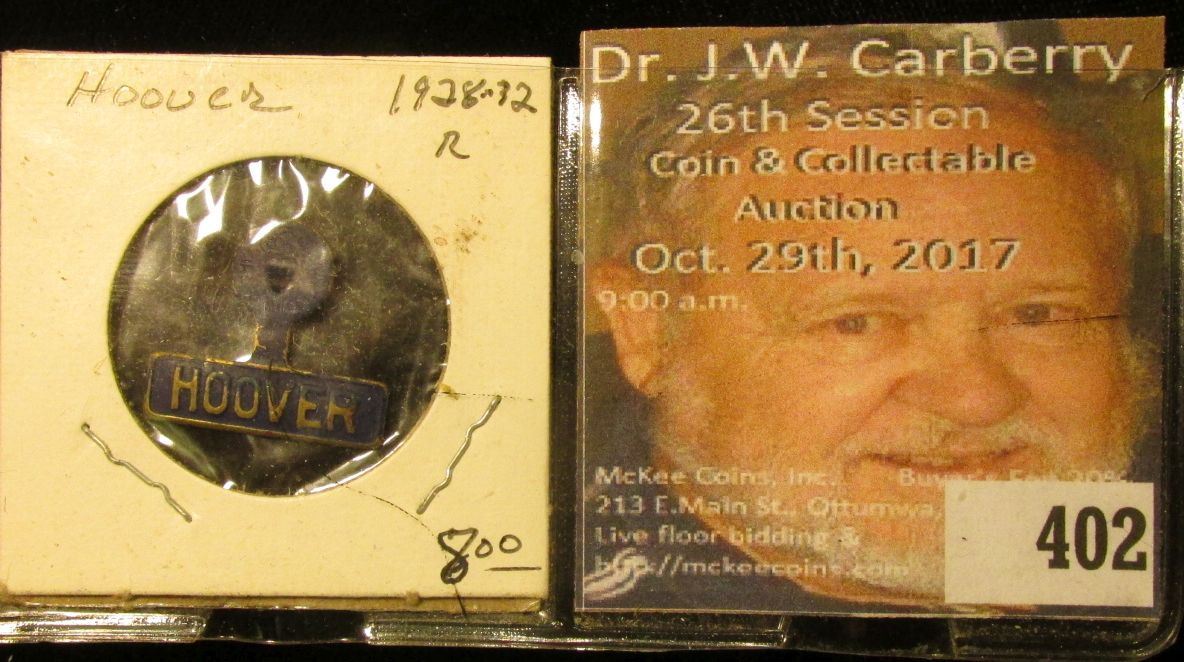 Hoover 1928-32
R
HOOVER
8.00
Dr. J.W. Carberry
26th Session
Coin & Collectable
Auction
Oct. 29th, 2017
9:00 a.m.
McKee Coins, Inc.
213 E.Main St., Ottumwa,
Live floor bidding &
402